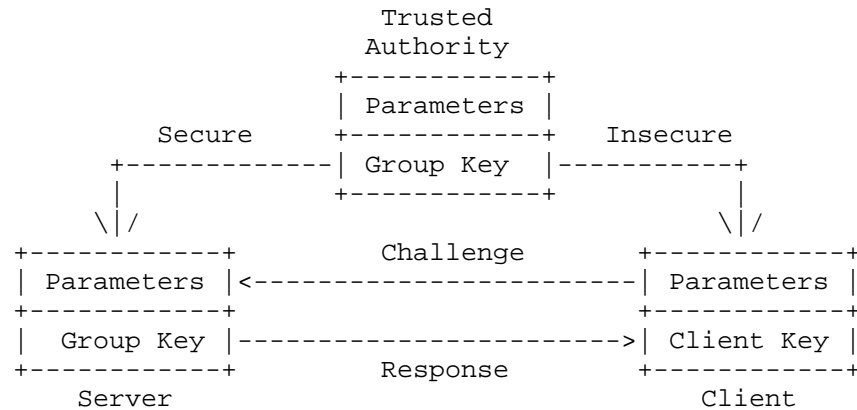 Trusted
Authority
Parameters
Secure
Insecure
Group Key
Challenge
Parameters
Parameters
Group Key
Client Key
Response
Server
Client